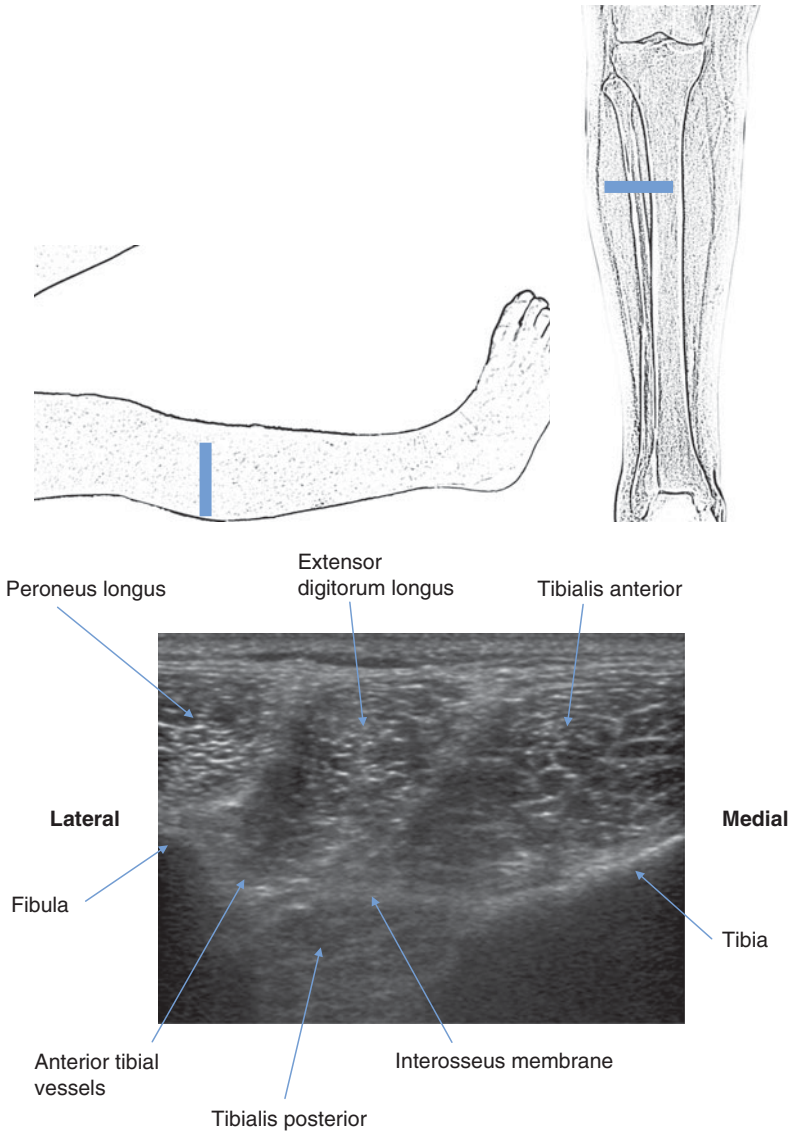 Peroneus longus
Extensor
digitorum longus
Tibialis anterior
Lateral
Medial
Fibula
Tibia
Anterior tibial
vessels
Interosseus membrane
Tibialis posterior